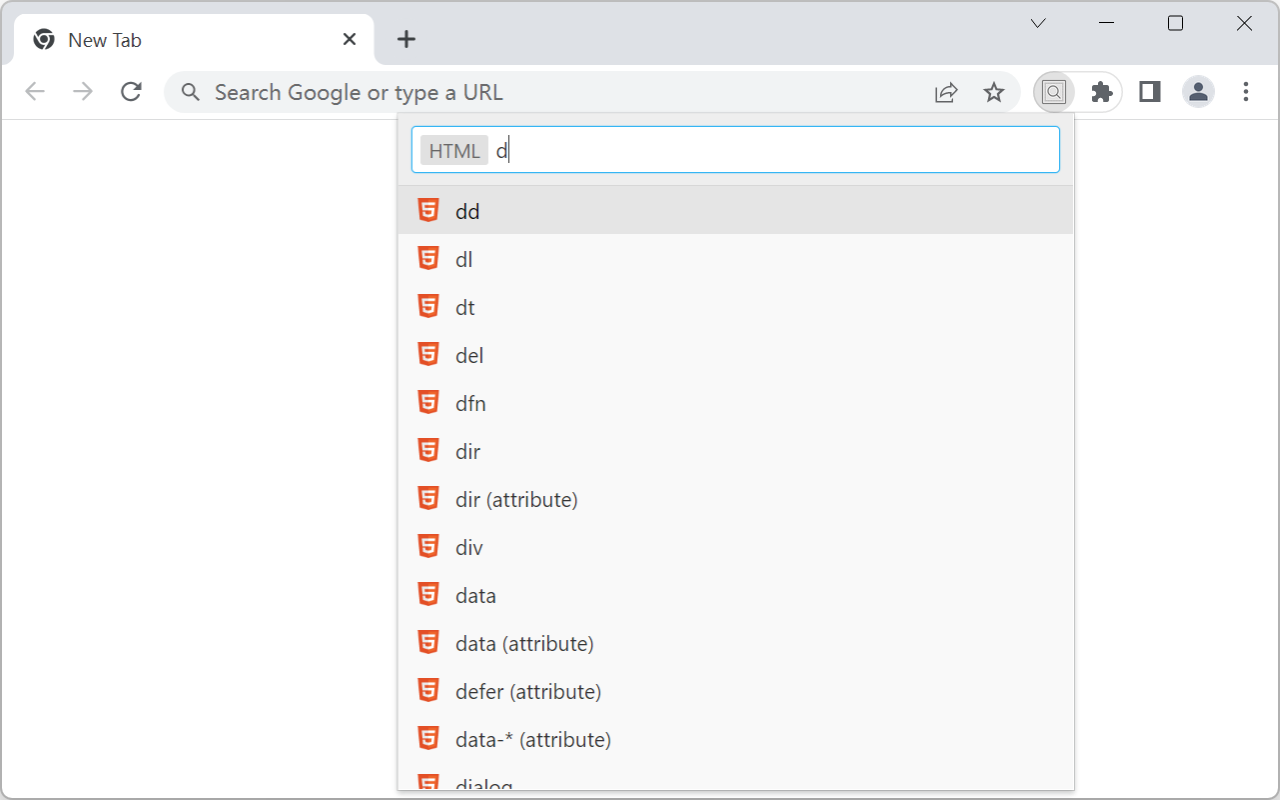 New Tab
Search Google or type a URL
HTML d
dd
dl
dt
del
dfn
dir
dir (attribute)
div
data
data (attribute)
defer (attribute)
data-* (attribute)
dialog